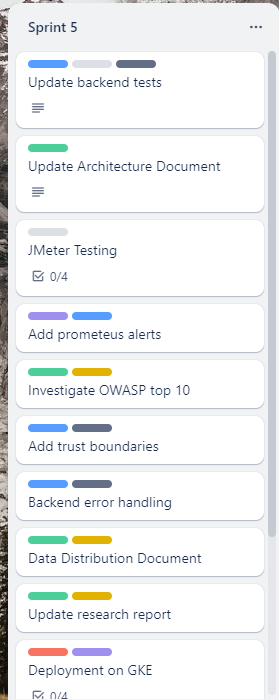 Sprint 5
Update backend tests
Update Architecture Document
JMeter Testing
0/4
Add prometeus alerts
Investigate OWASP top 10
Add trust boundaries
Backend error handling
Data Distribution Document
Update research report
Deployment on GKE
0/4